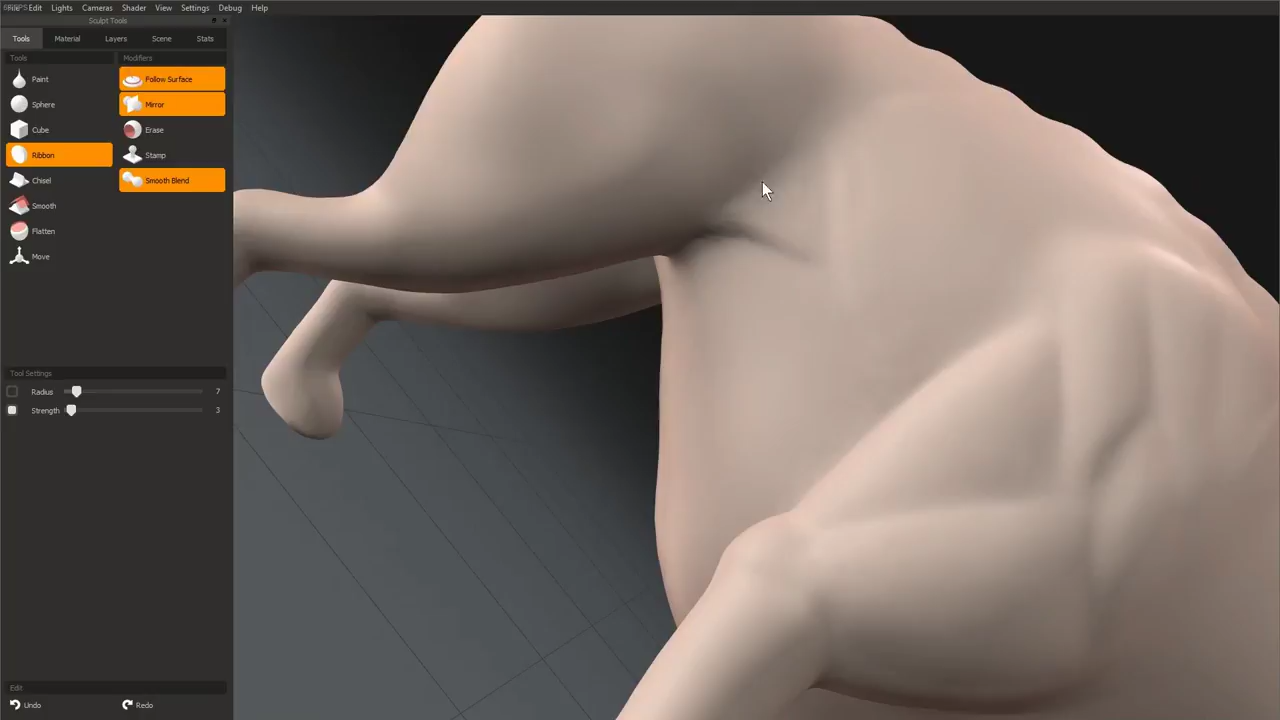 File Edit Lights Cameras Shader View Settings Debug Help
Sculpt Tools
Tools Material Layers Scene Stats
Tools Modifiers
Paint Follow Surface
Sphere Mirror
Cube Erase
Ribbon Stamp
Chisel Smooth Blend
Smooth
Flatten
Move
Tool Settings
Radius 7
Strength 3
Edit
Undo Redo